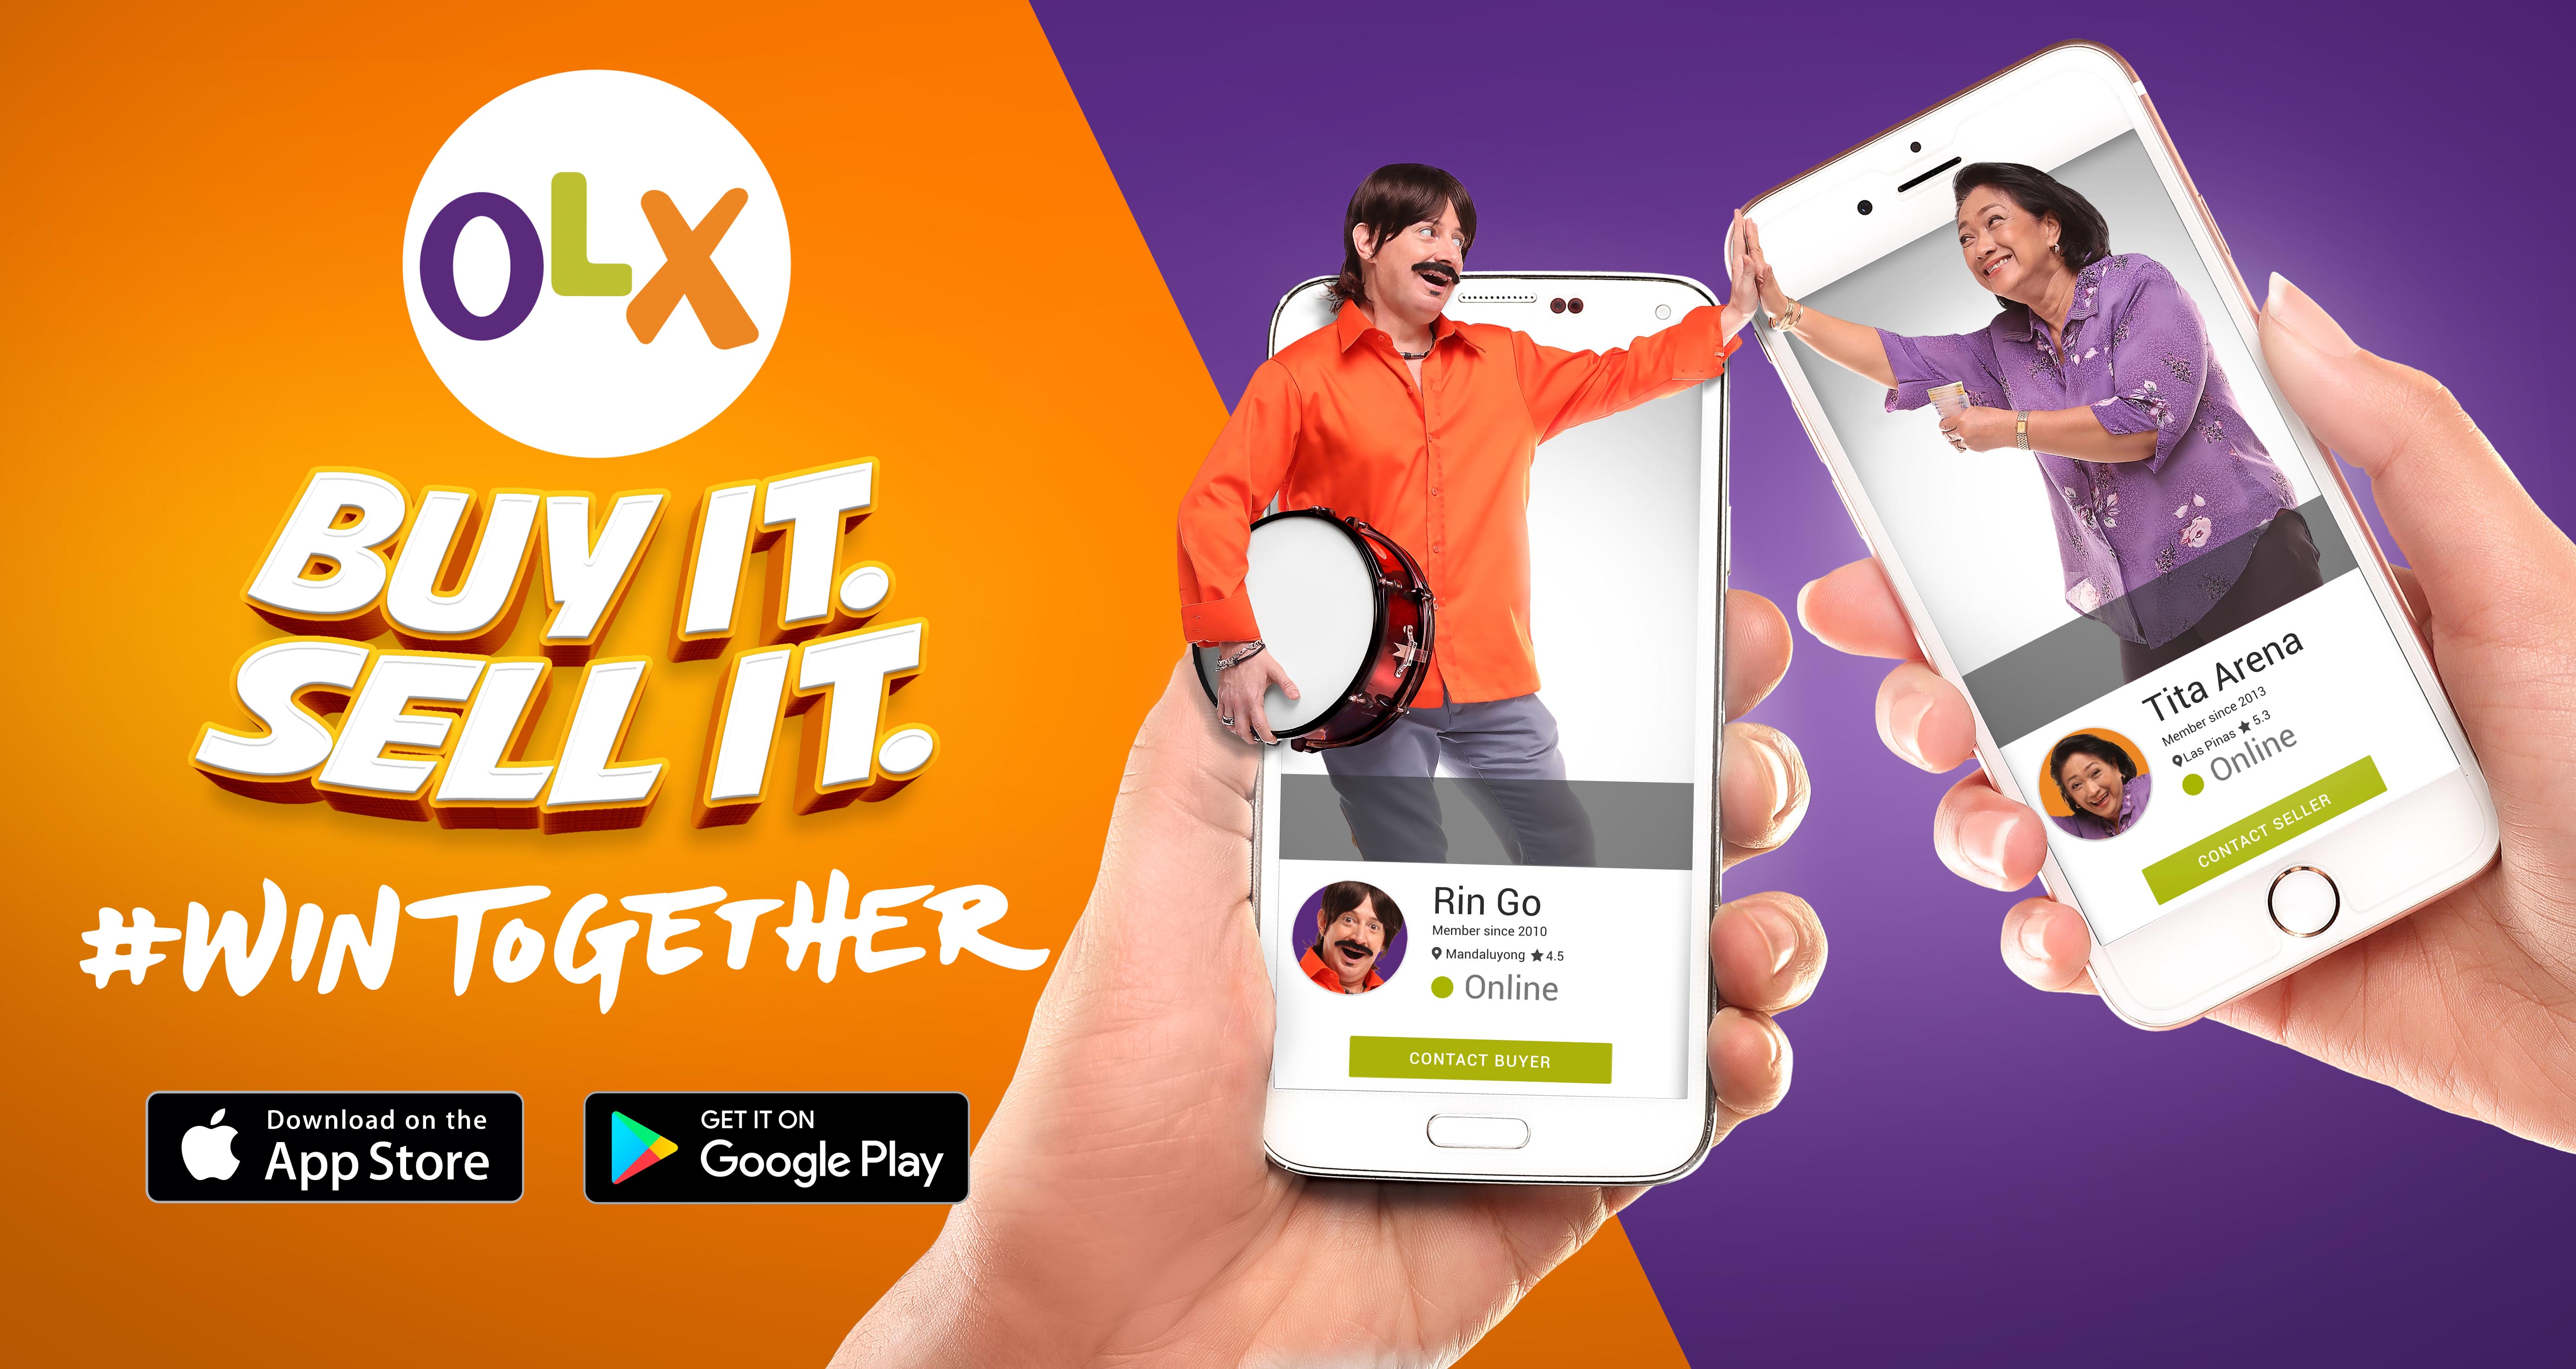 OLX
BUY IT.
SELL IT.
#WINTOGETHER
Download on the
App Store
GET IT ON
Google Play
Rin Go
Member since 2010
Mandaluyong ★ 4.5
Online
CONTACT BUYER
Tita Arena
Member since 2013
Las Pinas ★ 5.3
Online
CONTACT SELLER